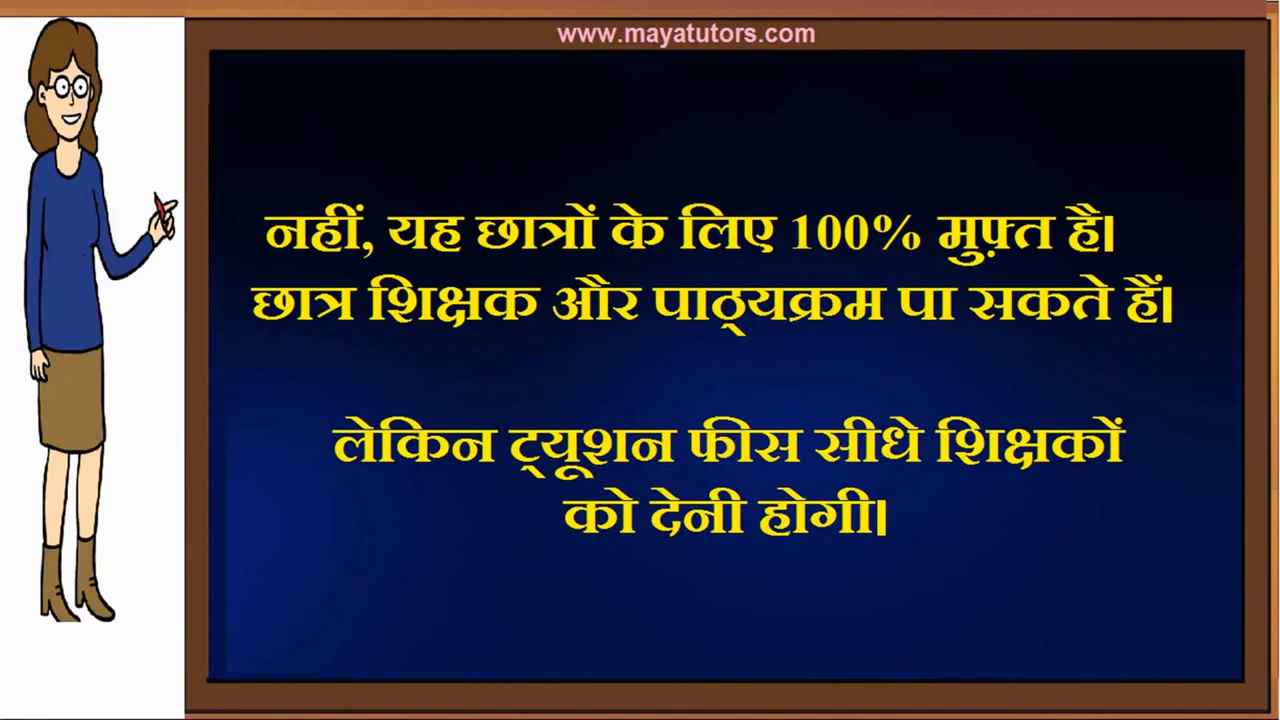 www.mayatutors.com
नहीं, यह छात्रों के लिए 100% मुफ़्त है।
छात्र शिक्षक और पाठ्यक्रम पा सकते हैं।
लेकिन ट्यूशन फीस सीधे शिक्षकों
को देनी होगी।